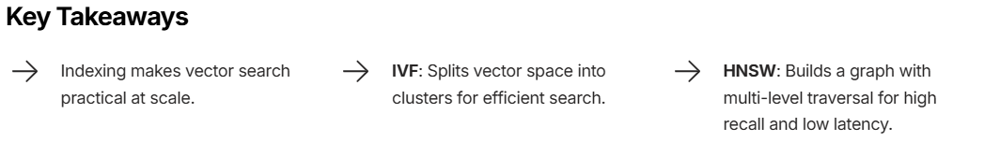 Key Takeaways
Indexing makes vector search
practical at scale.
IVF: Splits vector space into
clusters for efficient search.
HNSW: Builds a graph with
multi-level traversal for high
recall and low latency.